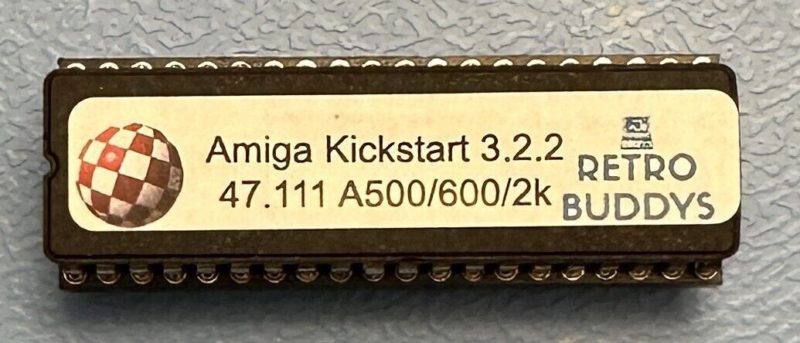 Amiga Kickstart 3.2.2
47.111 A500/600/2k
RETRO
BUDDYS